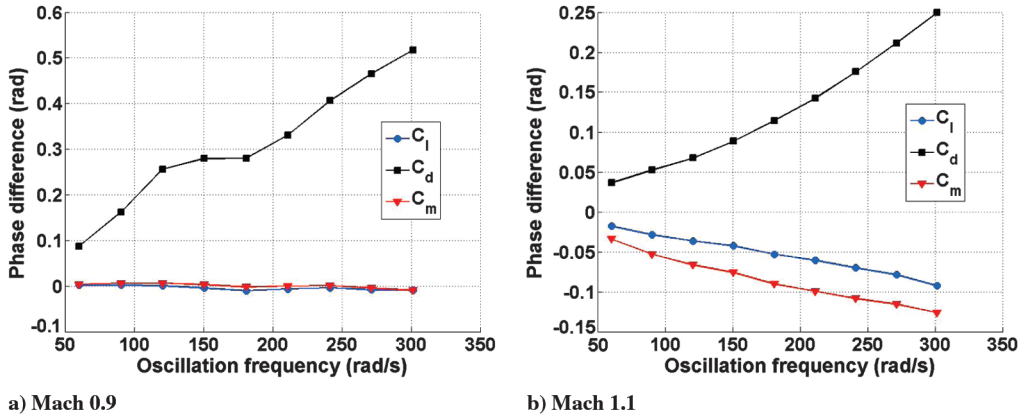 0.6
0.5
0.4
0.3
0.2
0.1
0
-0.1
50 100 150 200 250 300 350
Phase difference (rad)
Oscillation frequency (rad/s)
C_l
C_d
C_m
a) Mach 0.9
0.25
0.2
0.15
0.1
0.05
0
-0.05
-0.1
-0.15
50 100 150 200 250 300 350
Phase difference (rad)
Oscillation frequency (rad/s)
C_l
C_d
C_m
b) Mach 1.1